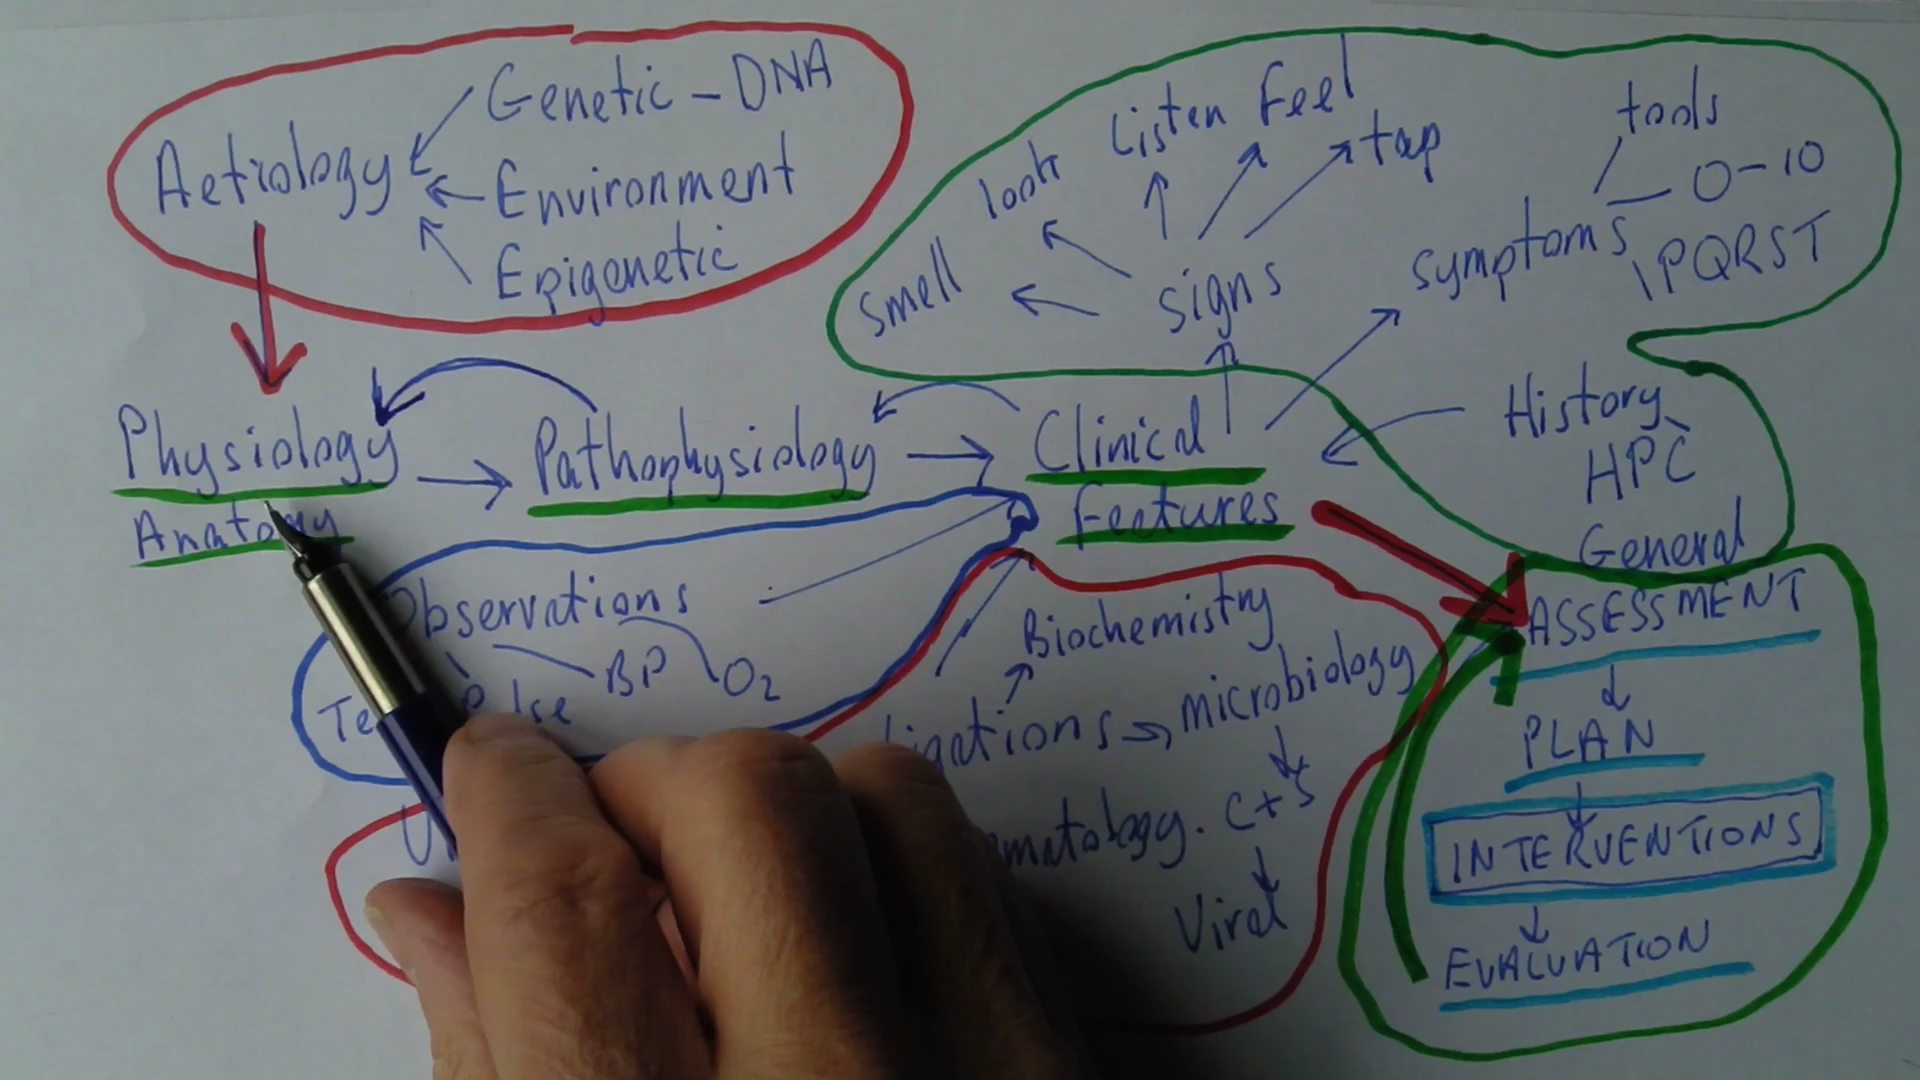 Aetiology
Genetic - DNA
Environment
Epigenetic
smell
look
Listen
Feel
tap
signs
symptoms
tools
0-10
PQRST
Physiology
Anatomy
Pathophysiology
Clinical
Features
History
HPC
General
Observations
BP
O2
Biochemistry
microbiology
C+S
Viral
ASSESSMENT
PLAN
INTERVENTIONS
EVALUATION